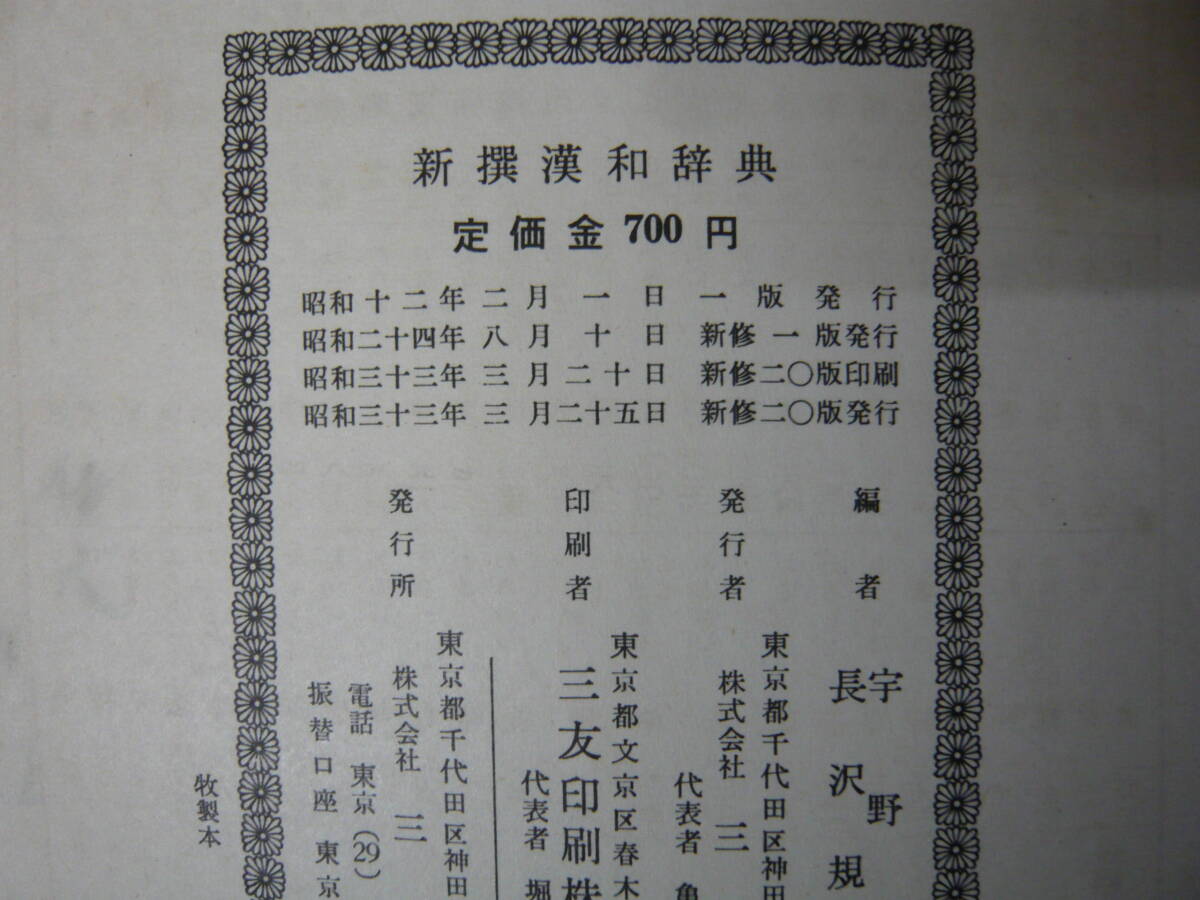 新撰漢和辞典
定価金700円
昭和十二年二月一日 一版発行
昭和二十四年八月十日 新修一版発行
昭和三十三年三月二十日 新修二〇版印刷
昭和三十三年三月二十五日 新修二〇版発行
編者
宇野
長沢規
発行者
東京都千代田区神田
株式会社 三
代表者 亀
印刷者
東京都文京区春木
三友印刷株
代表者 堀
発行所
東京都千代田区神田
株式会社 三
電話 東京(29)
振替口座 東京
牧製本